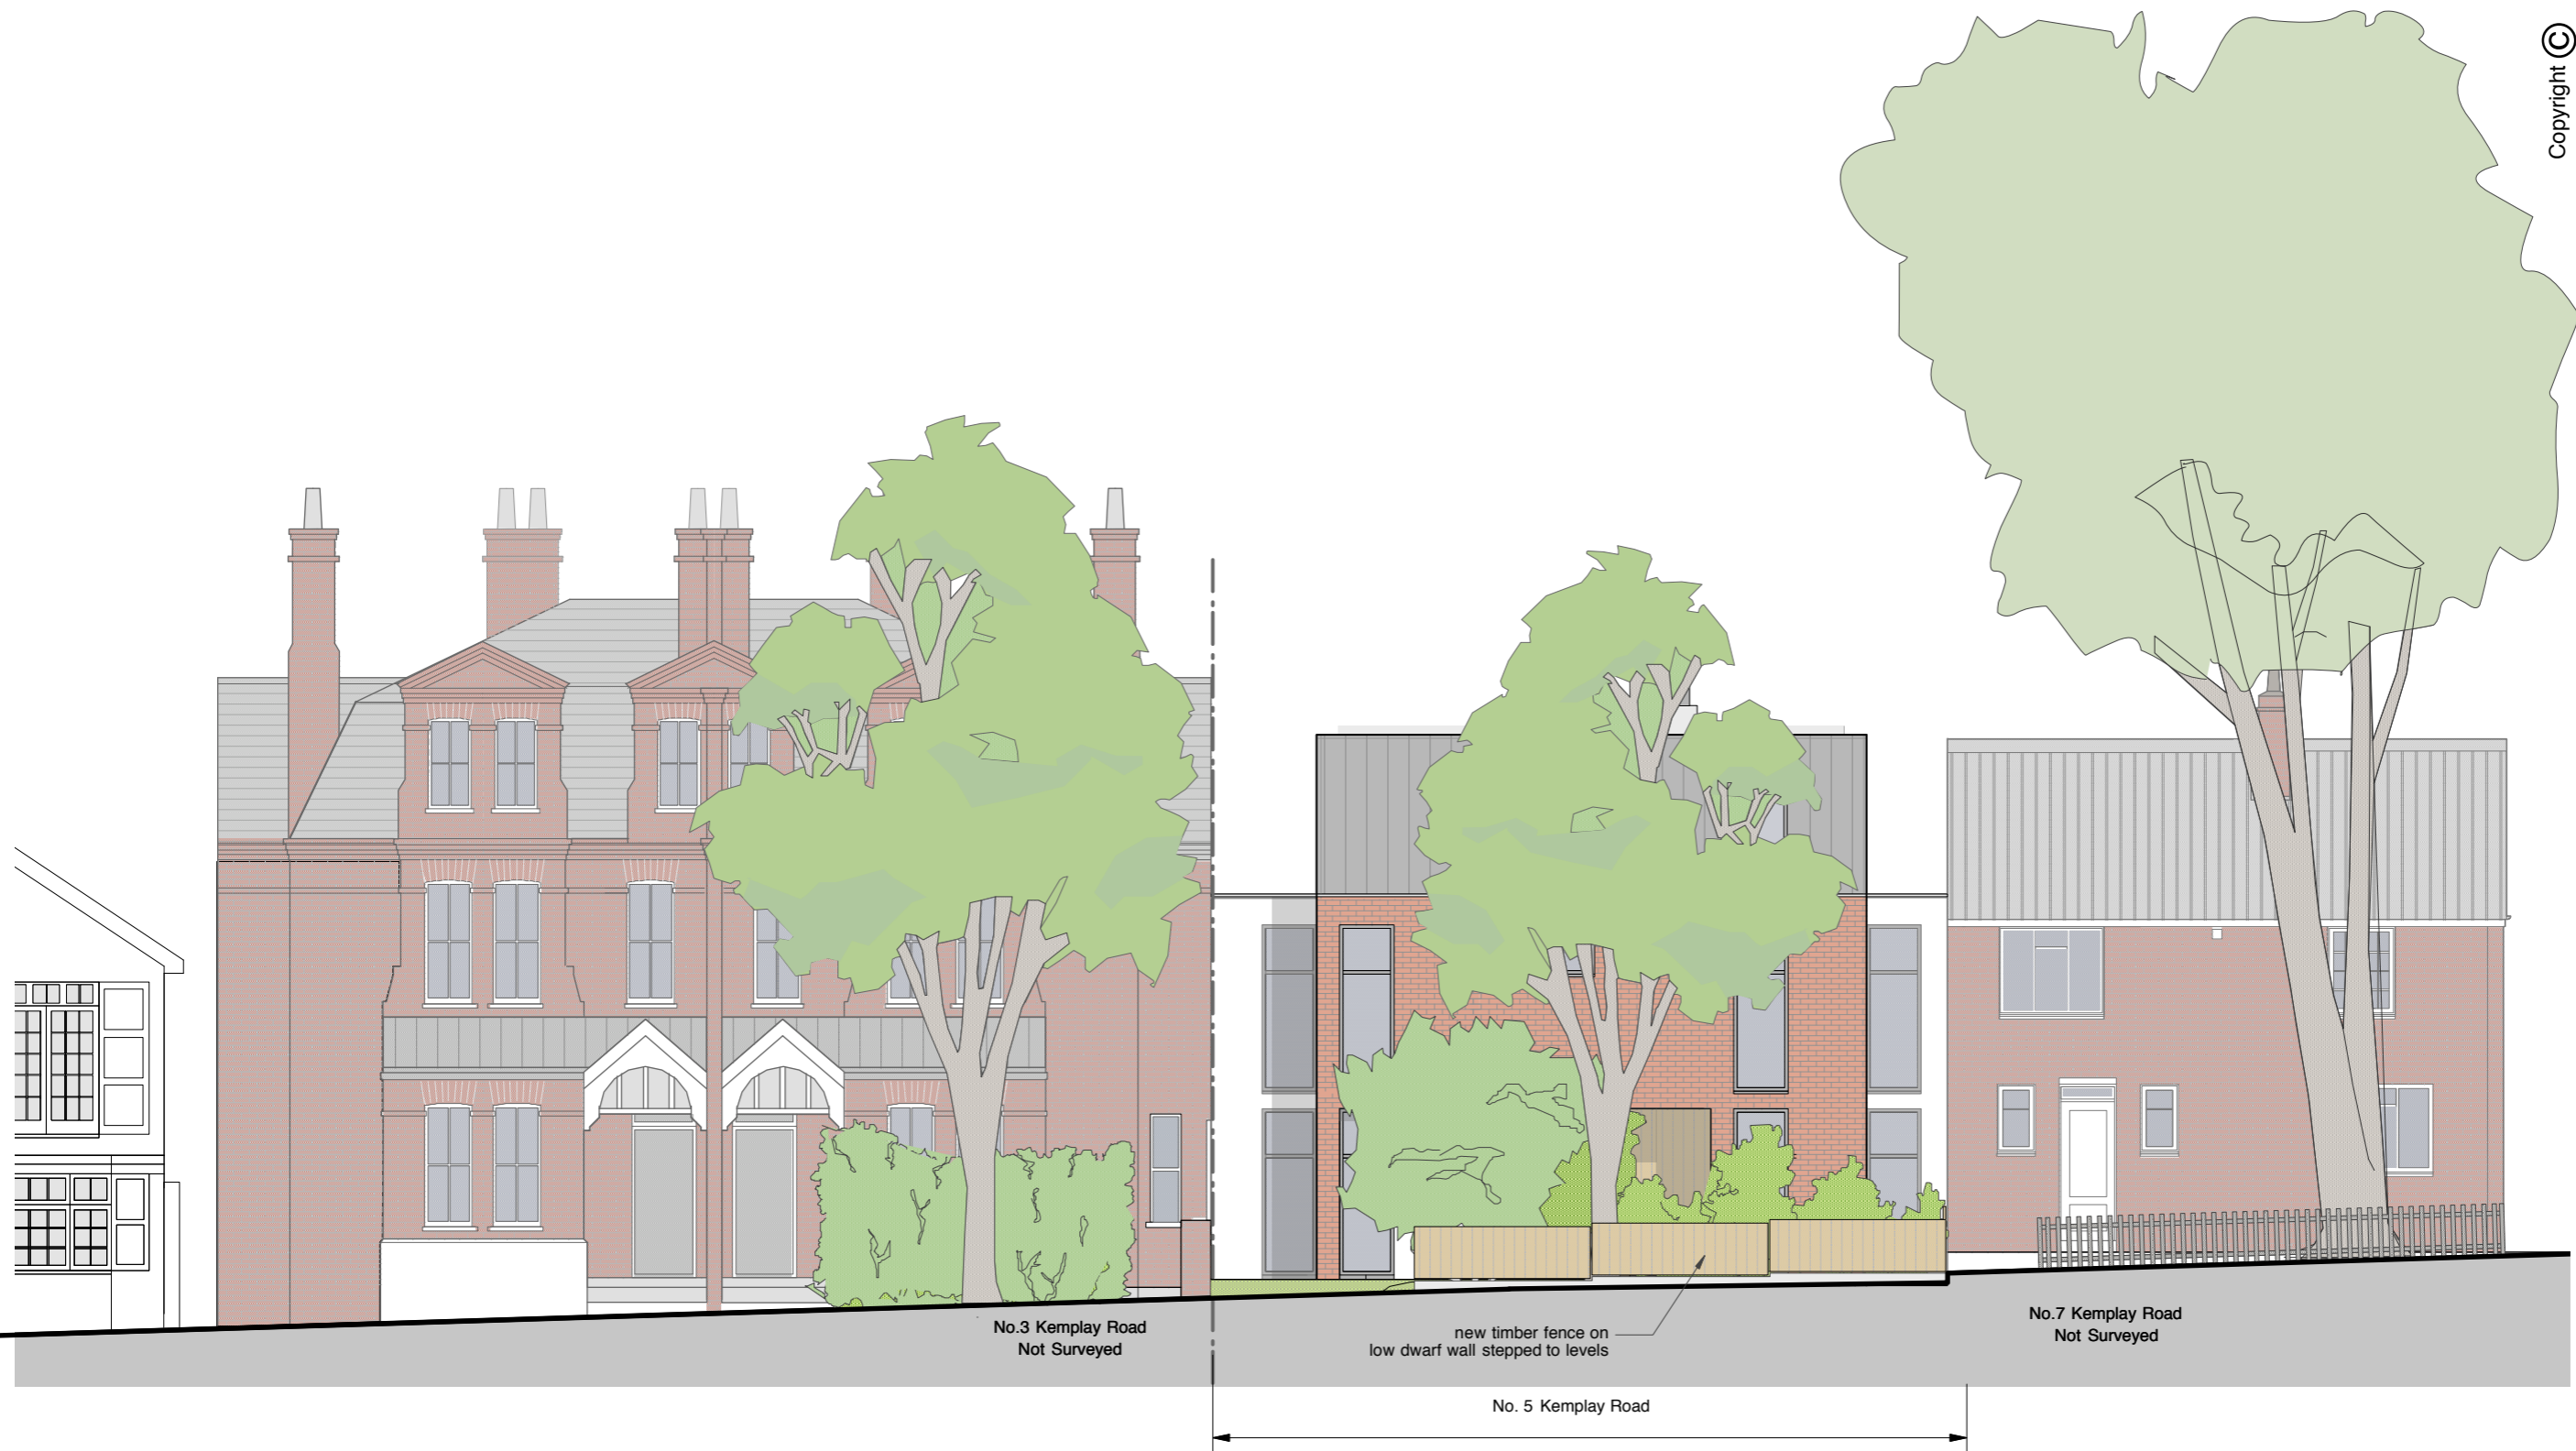 Copyright ©
No.3 Kemplay Road
Not Surveyed
new timber fence on
low dwarf wall stepped to levels
No.7 Kemplay Road
Not Surveyed
No. 5 Kemplay Road